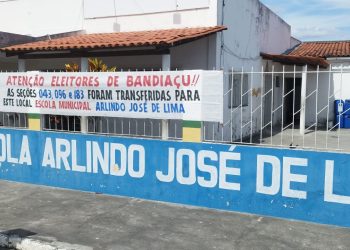 ATENÇÃO ELEITORES DE BANDIAÇU!!
AS SEÇÕES 043, 096 e 183 FORAM TRANSFERIDAS PARA
ESTE LOCAL ESCOLA MUNICIPAL ARLINDO JOSÉ DE LIMA
OLA ARLINDO JOSÉ DE L